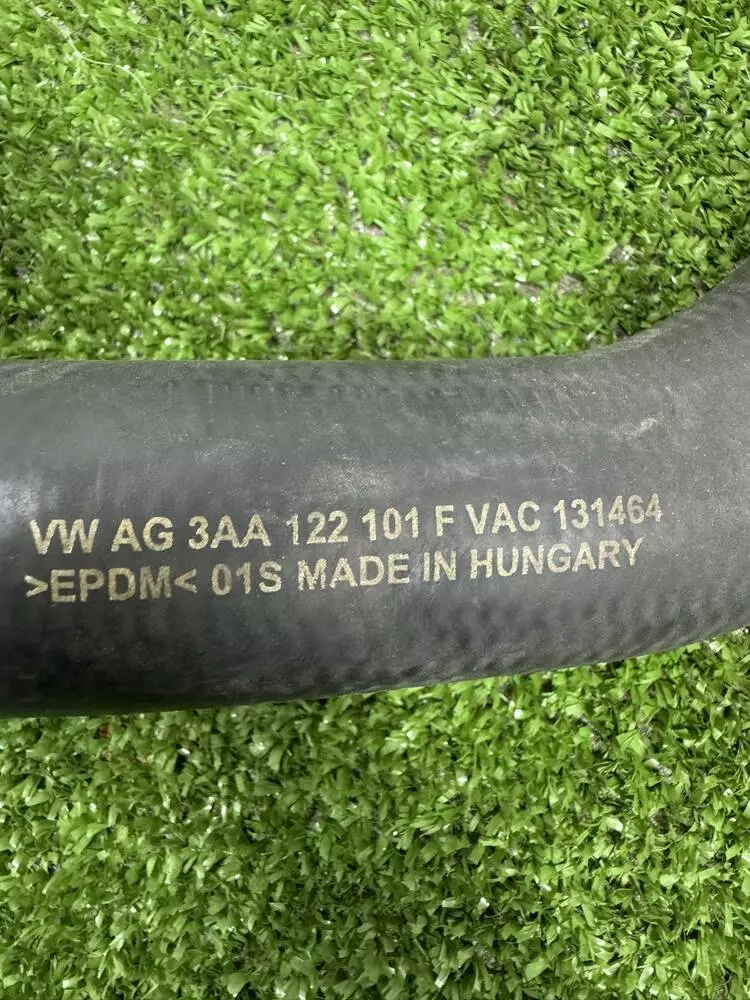 VW AG 3AA 122 101 F VAC 131464
>EPDM< 01S MADE IN HUNGARY